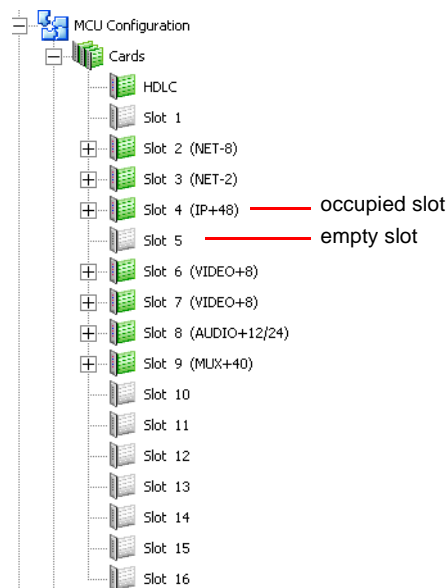 MCU Configuration
Cards
HDLC
Slot 1
Slot 2 (NET-8)
Slot 3 (NET-2)
Slot 4 (IP+48) occupied slot
Slot 5 empty slot
Slot 6 (VIDEO+8)
Slot 7 (VIDEO+8)
Slot 8 (AUDIO+12/24)
Slot 9 (MUX+40)
Slot 10
Slot 11
Slot 12
Slot 13
Slot 14
Slot 15
Slot 16